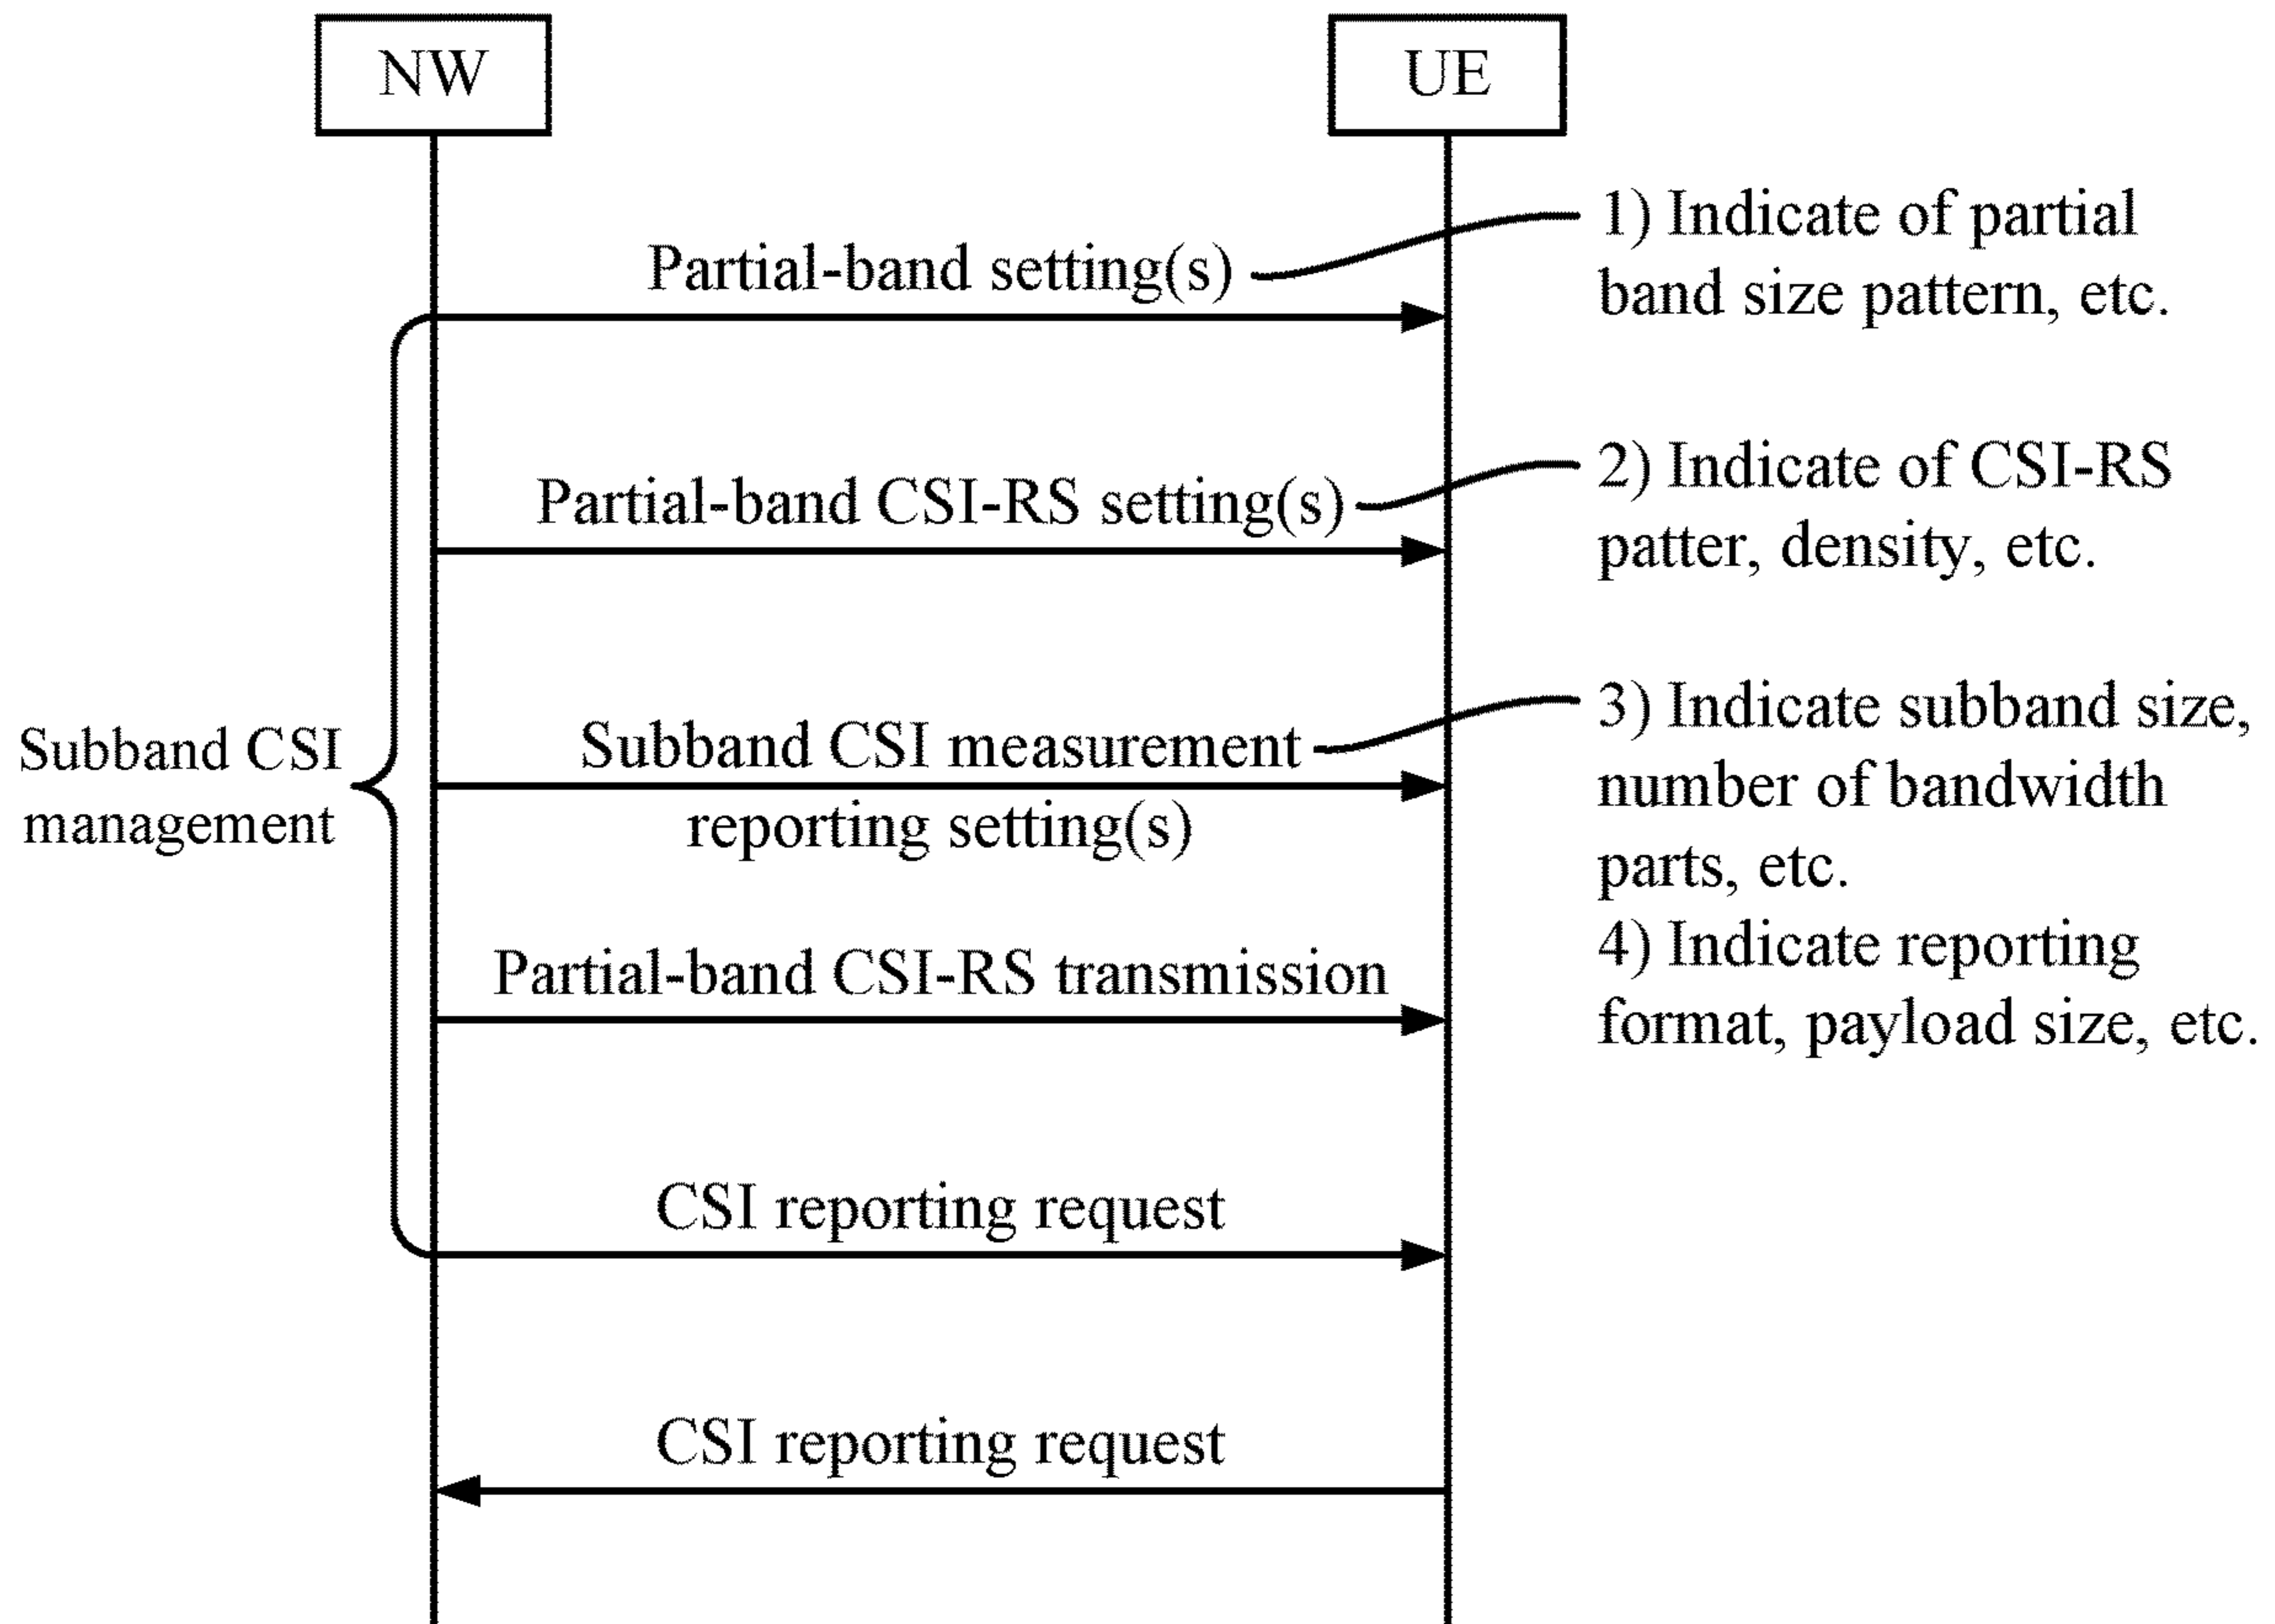 NW
UE
Partial-band setting(s)
1) Indicate of partial
band size pattern, etc.
Partial-band CSI-RS setting(s)
2) Indicate of CSI-RS
patter, density, etc.
Subband CSI
management
Subband CSI measurement
reporting setting(s)
3) Indicate subband size,
number of bandwidth
parts, etc.
4) Indicate reporting
format, payload size, etc.
Partial-band CSI-RS transmission
CSI reporting request
CSI reporting request